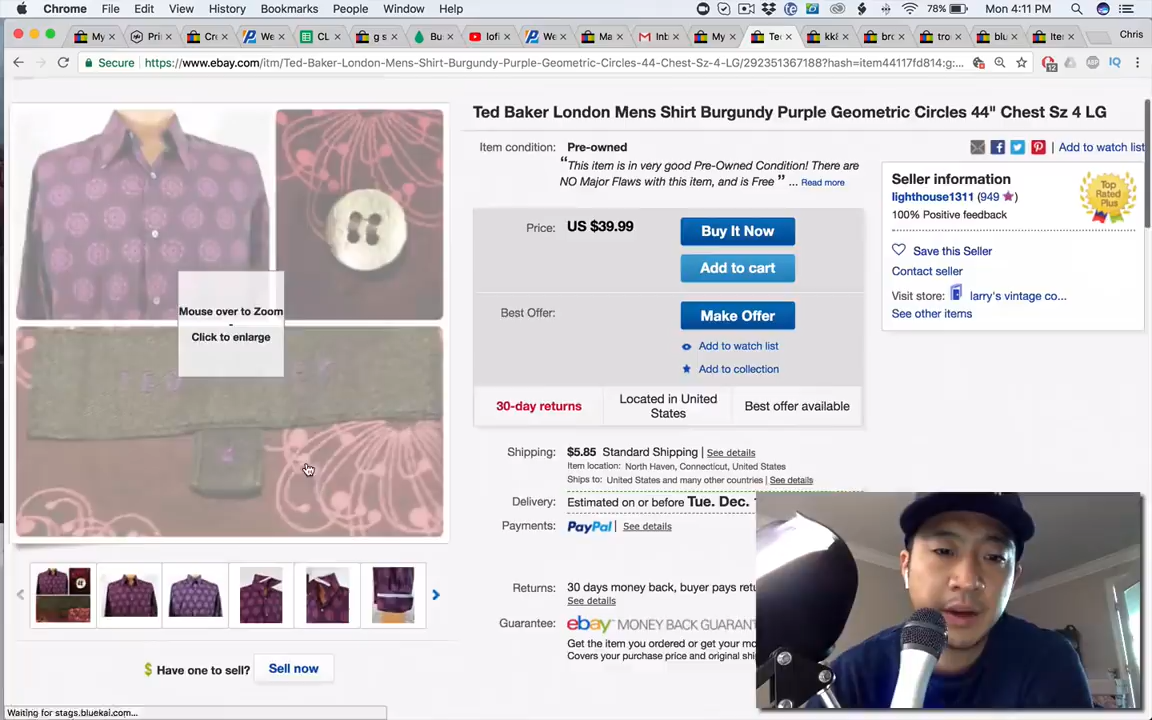 Chrome File Edit View History Bookmarks People Window Help 78% Mon 4:11 PM
My Pri Cr We CL g s Bu lofi We Ma Inb My Te kk& bro tro blu Ite Chris
Secure https://www.ebay.com/itm/Ted-Baker-London-Mens-Shirt-Burgundy-Purple-Geometric-Circles-44-Chest-Sz-4-LG/292351367188?hash=item44117fd814:g:...
Ted Baker London Mens Shirt Burgundy Purple Geometric Circles 44" Chest Sz 4 LG
Item condition: Pre-owned
“This item is in very good Pre-Owned Condition! There are
NO Major Flaws with this item, and is Free ” ... Read more
Price: US $39.99
Buy It Now
Add to cart
Best Offer:
Make Offer
Add to watch list
Add to collection
30-day returns
Located in United
States
Best offer available
Shipping: $5.85 Standard Shipping | See details
Item location: North Haven, Connecticut, United States
Ships to: United States and many other countries | See details
Delivery: Estimated on or before Tue. Dec.
Payments: PayPal | See details
Returns: 30 days money back, buyer pays retu
See details
Guarantee: ebay MONEY BACK GUARAN
Get the item you ordered or get your mo
Covers your purchase price and original ship
| Add to watch list
Seller information
lighthouse1311 (949 )
100% Positive feedback
Top
Rated
Plus
Save this Seller
Contact seller
Visit store: larry's vintage co...
See other items
Mouse over to Zoom
-
Click to enlarge
Have one to sell? Sell now
Waiting for stags.bluekai.com...